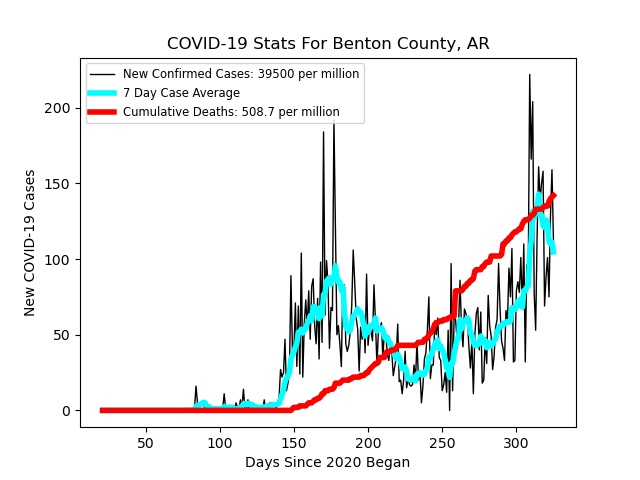 COVID-19 Stats For Benton County, AR
New Confirmed Cases: 39500 per million
7 Day Case Average
Cumulative Deaths: 508.7 per million
New COVID-19 Cases
200
150
100
50
0
50 100 150 200 250 300
Days Since 2020 Began